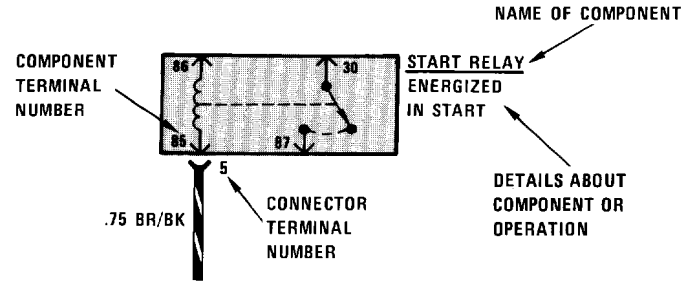 NAME OF COMPONENT
COMPONENT
TERMINAL
NUMBER
86
30
START RELAY
ENERGIZED
IN START
85
87
5
CONNECTOR
TERMINAL
NUMBER
.75 BR/BK
DETAILS ABOUT
COMPONENT OR
OPERATION